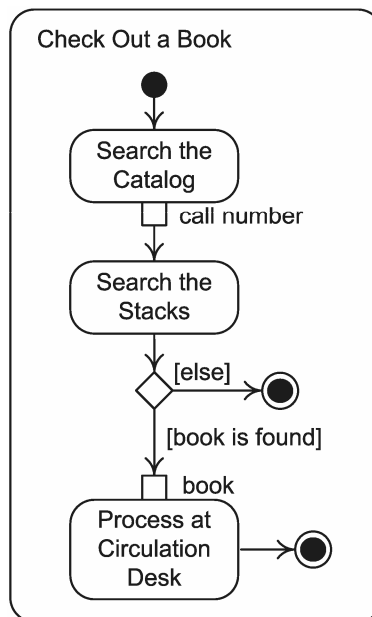 Check Out a Book
Search the
Catalog
call number
Search the
Stacks
[else]
[book is found]
book
Process at
Circulation
Desk